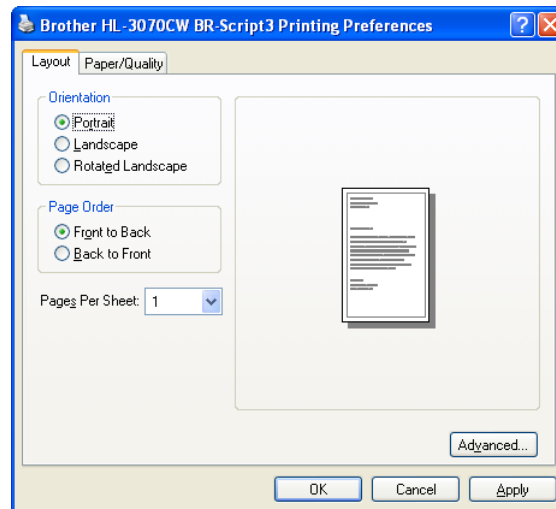 Brother HL-3070CW BR-Script3 Printing Preferences
Layout Paper/Quality
Orientation
Portrait
Landscape
Rotated Landscape
Page Order
Front to Back
Back to Front
Pages Per Sheet: 1
Advanced...
OK Cancel Apply